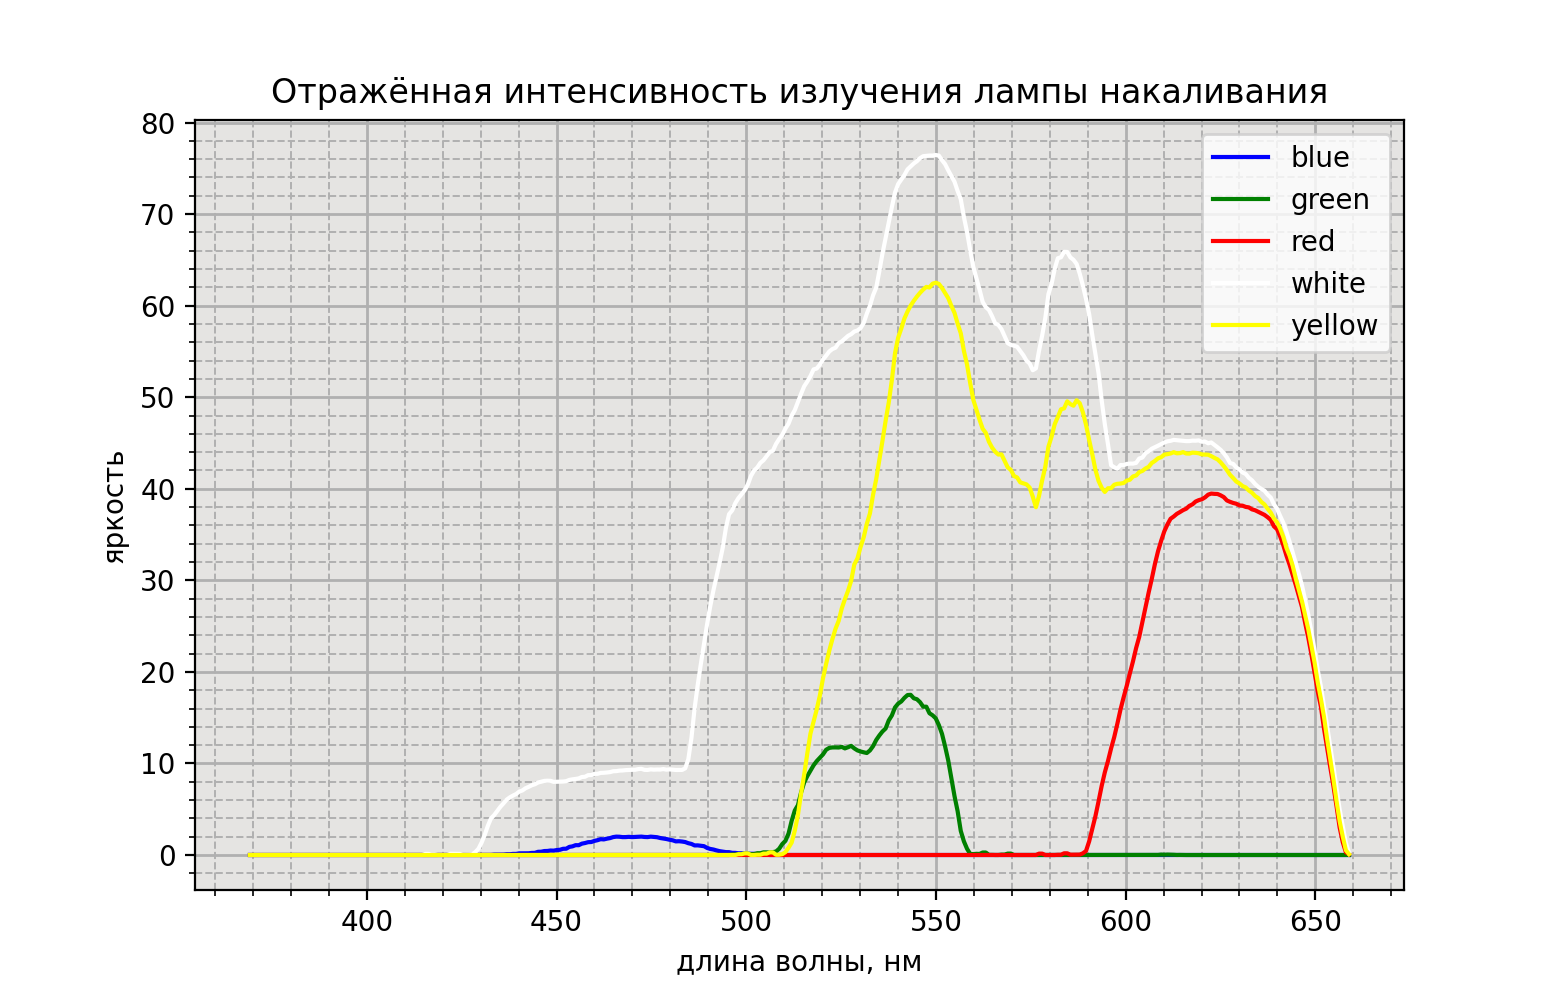 Отражённая интенсивность излучения лампы накаливания
80
70
60
50
40
30
20
10
0
яркость
blue
green
red
white
yellow
400 450 500 550 600 650
длина волны, нм